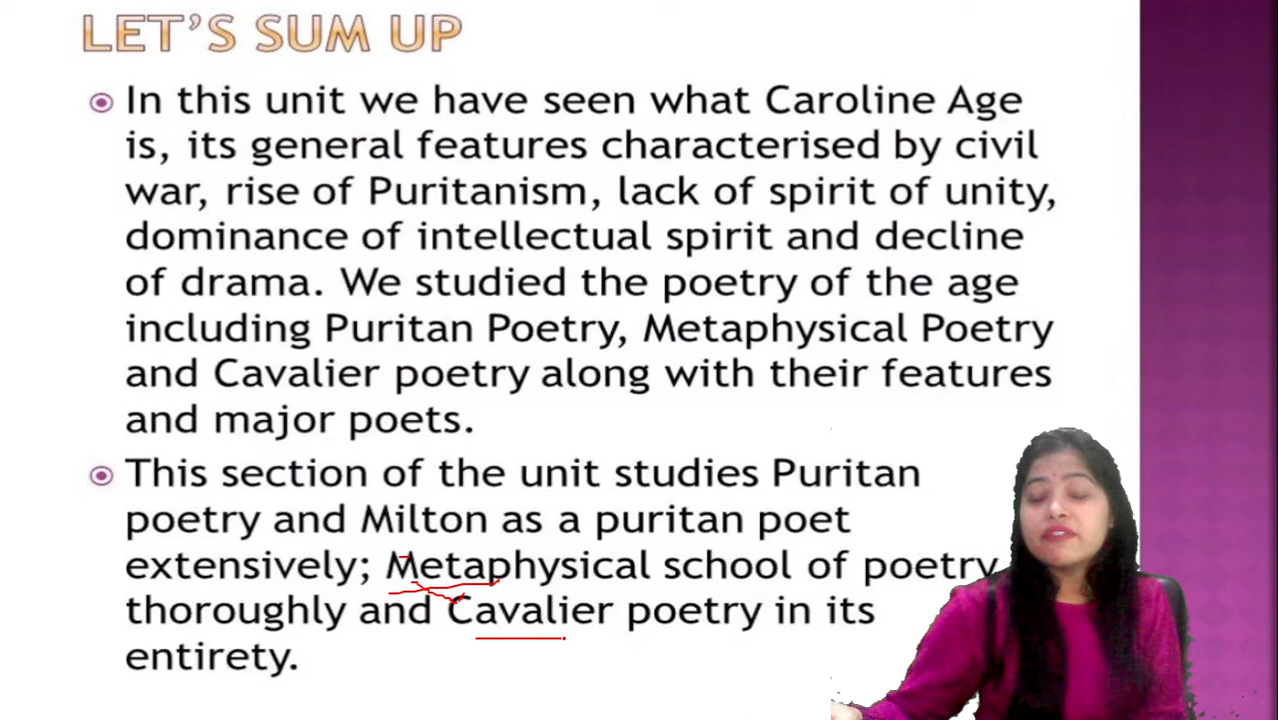 LET'S SUM UP
In this unit we have seen what Caroline Age
is, its general features characterised by civil
war, rise of Puritanism, lack of spirit of unity,
dominance of intellectual spirit and decline
of drama. We studied the poetry of the age
including Puritan Poetry, Metaphysical Poetry
and Cavalier poetry along with their features
and major poets.
This section of the unit studies Puritan
poetry and Milton as a puritan poet
extensively; Metaphysical school of poetry
thoroughly and Cavalier poetry in its
entirety.